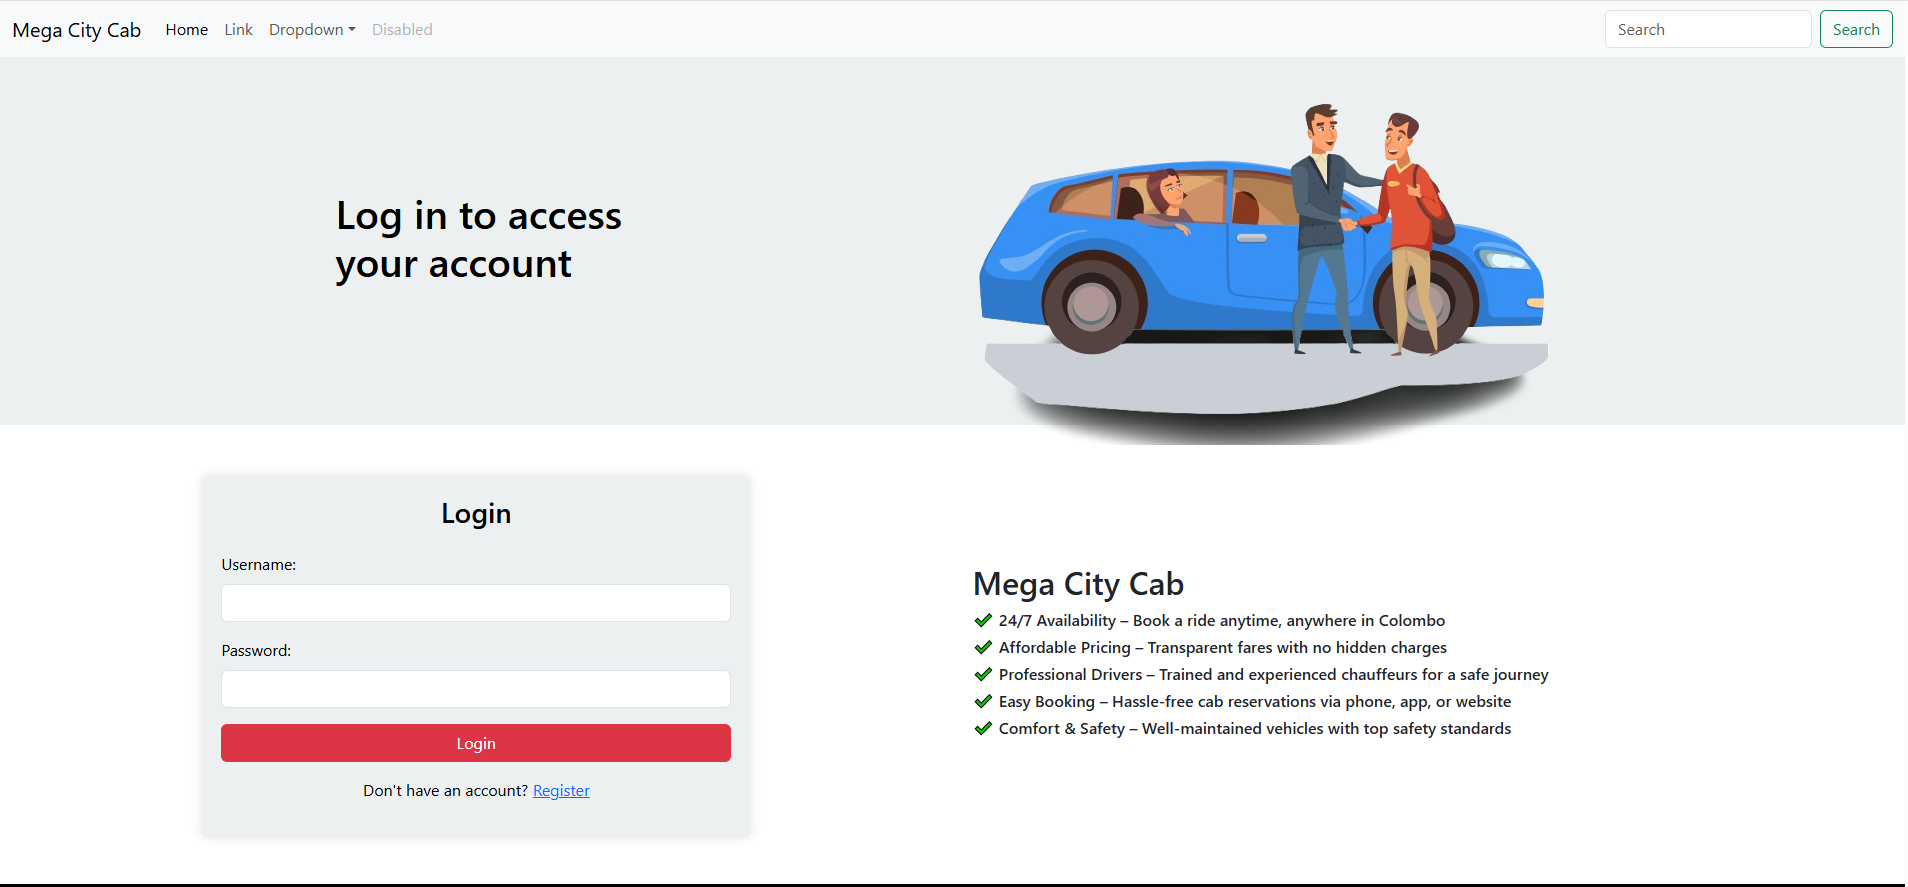 Mega City Cab Home Link Dropdown Disabled Search Search
Log in to access
your account
Login
Username:
Password:
Login
Don't have an account? Register
Mega City Cab
24/7 Availability – Book a ride anytime, anywhere in Colombo
Affordable Pricing – Transparent fares with no hidden charges
Professional Drivers – Trained and experienced chauffeurs for a safe journey
Easy Booking – Hassle-free cab reservations via phone, app, or website
Comfort & Safety – Well-maintained vehicles with top safety standards